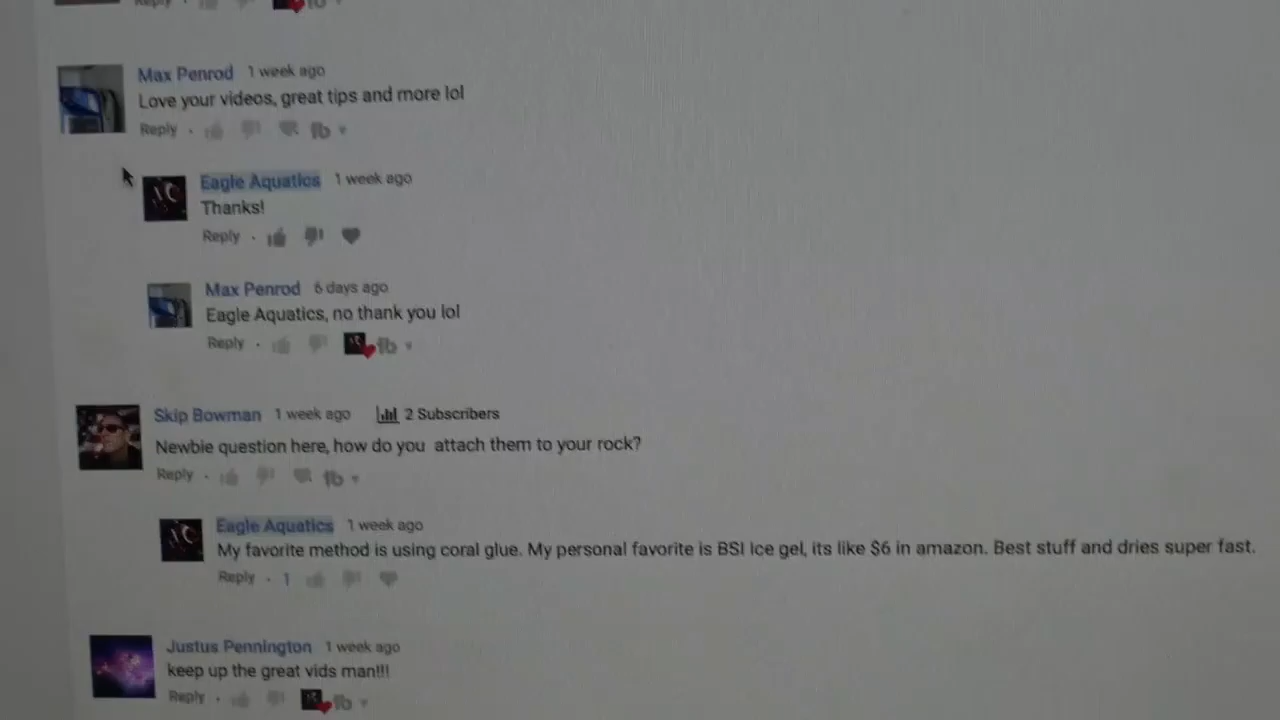 Reply
Max Penrod 1 week ago
Love your videos, great tips and more lol
Reply
Eagle Aquatics 1 week ago
Thanks!
Reply
Max Penrod 6 days ago
Eagle Aquatics, no thank you lol
Reply
Skip Bowman 1 week ago 2 Subscribers
Newbie question here, how do you attach them to your rock?
Reply
Eagle Aquatics 1 week ago
My favorite method is using coral glue. My personal favorite is BSI Ice gel, its like $6 in amazon. Best stuff and dries super fast.
Reply 1
Justus Pennington 1 week ago
keep up the great vids man!!!
Reply